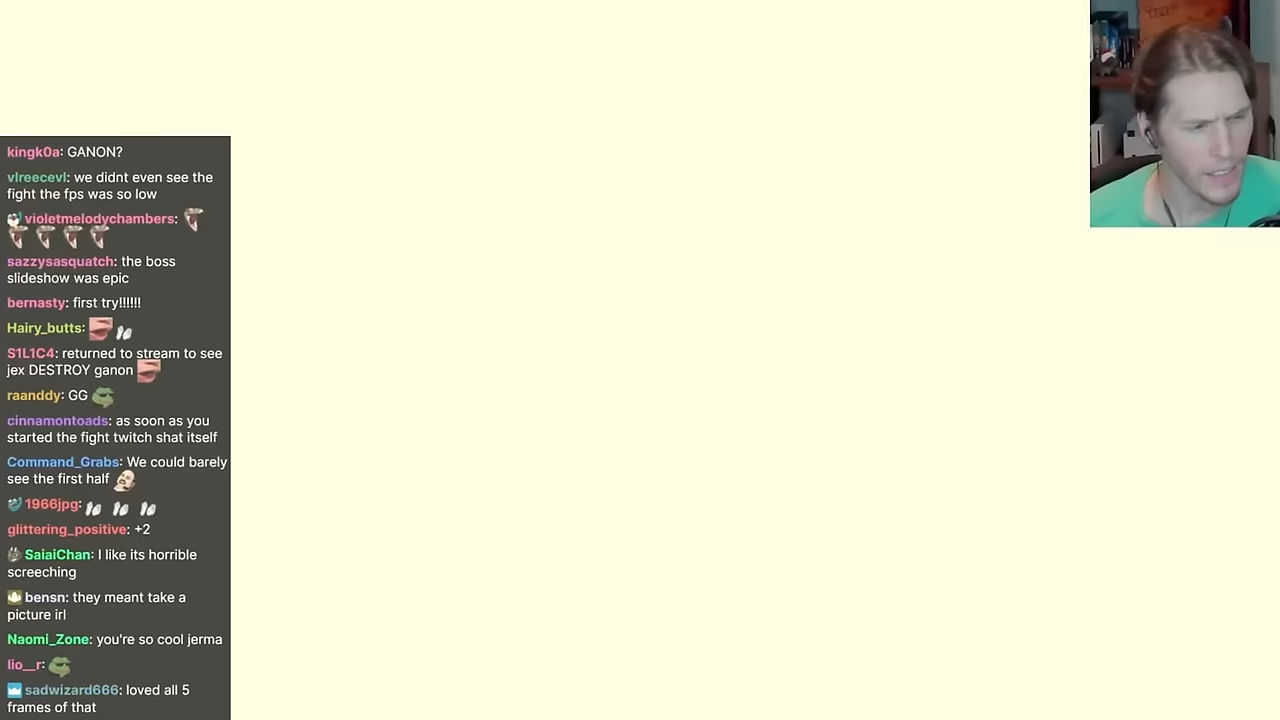 kingk0a: GANON?
vlreecevl: we didnt even see the
fight the fps was so low
violetmelodychambers:
sazzysasquatch: the boss
slideshow was epic
bernasty: first try!!!!!!
Hairy_butts:
S1L1C4: returned to stream to see
jex DESTROY ganon
raanddy: GG
cinnamontoads: as soon as you
started the fight twitch shat itself
Command_Grabs: We could barely
see the first half
1966jpg:
glittering_positive: +2
SaiaiChan: I like its horrible
screeching
bensn: they meant take a
picture irl
Naomi_Zone: you're so cool jerma
lio__r:
sadwizard666: loved all 5
frames of that